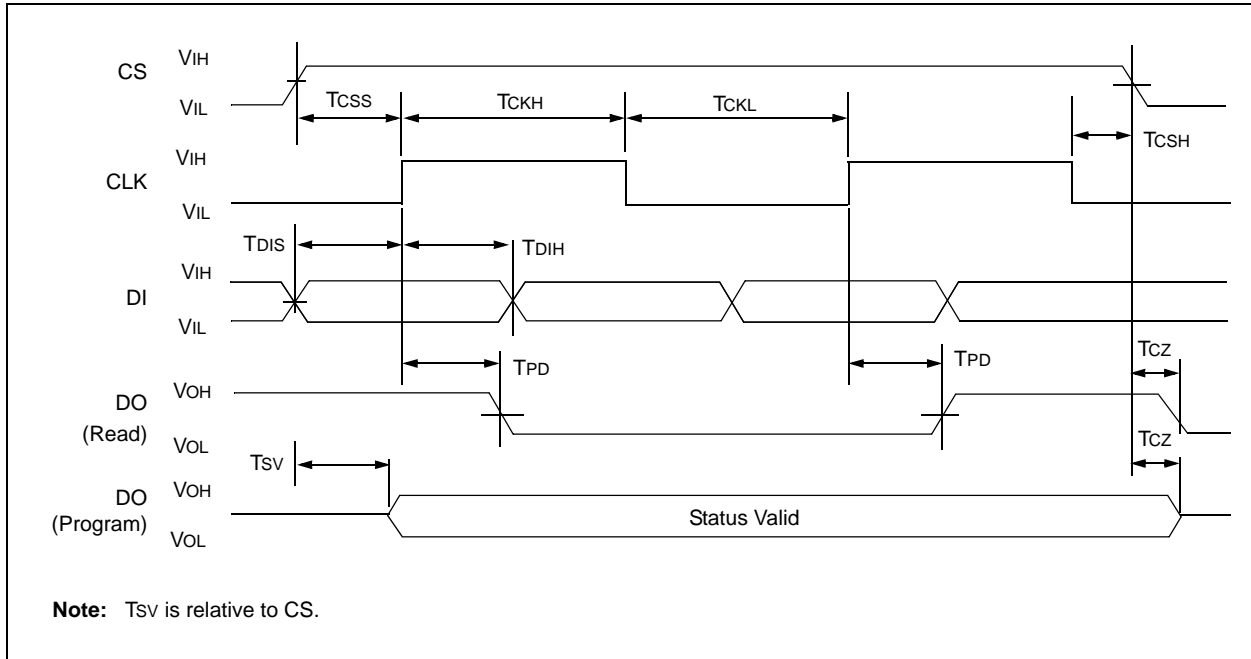 CS
VIH
VIL
TCSS
TCKH
TCKL
TCSH
CLK
VIH
VIL
TDIS
TDIH
DI
VIH
VIL
TPD
TPD
TCZ
DO
(Read)
VOH
VOL
TCZ
TSV
DO
(Program)
VOH
VOL
Status Valid
Note: TSV is relative to CS.